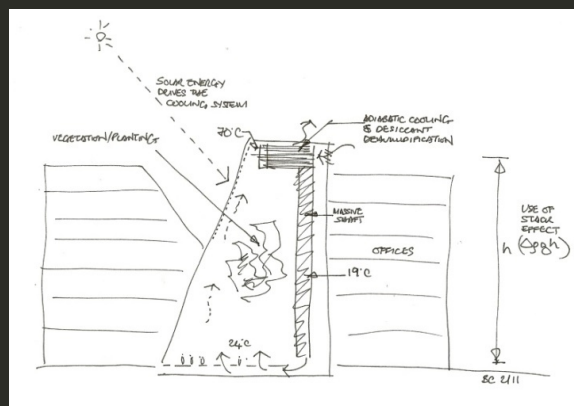 SOLAR ENERGY
DRIVES THE
COOLING SYSTEM
VEGETATION/PLANTING
70°C
ADIABATIC COOLING
& DESICCANT
DEHUMIDIFICATION
MASSIVE
SHAFT
OFFICES
USE OF
STACK
EFFECT
h (Δρgh)
19°C
24°C
SC 2/11